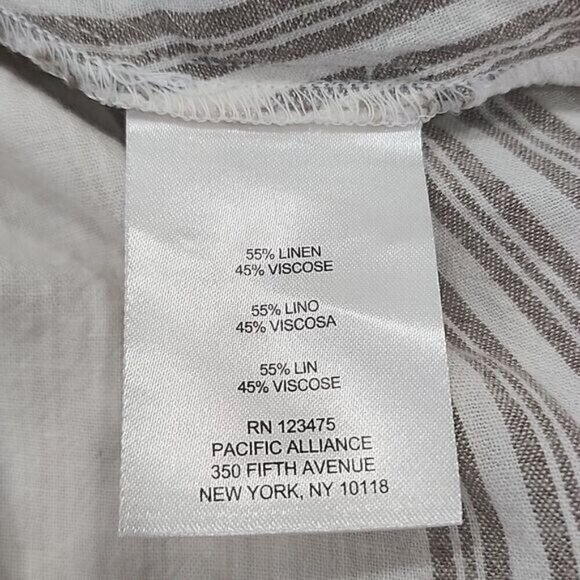 55% LINEN
45% VISCOSE
55% LINO
45% VISCOSA
55% LIN
45% VISCOSE
RN 123475
PACIFIC ALLIANCE
350 FIFTH AVENUE
NEW YORK, NY 10118